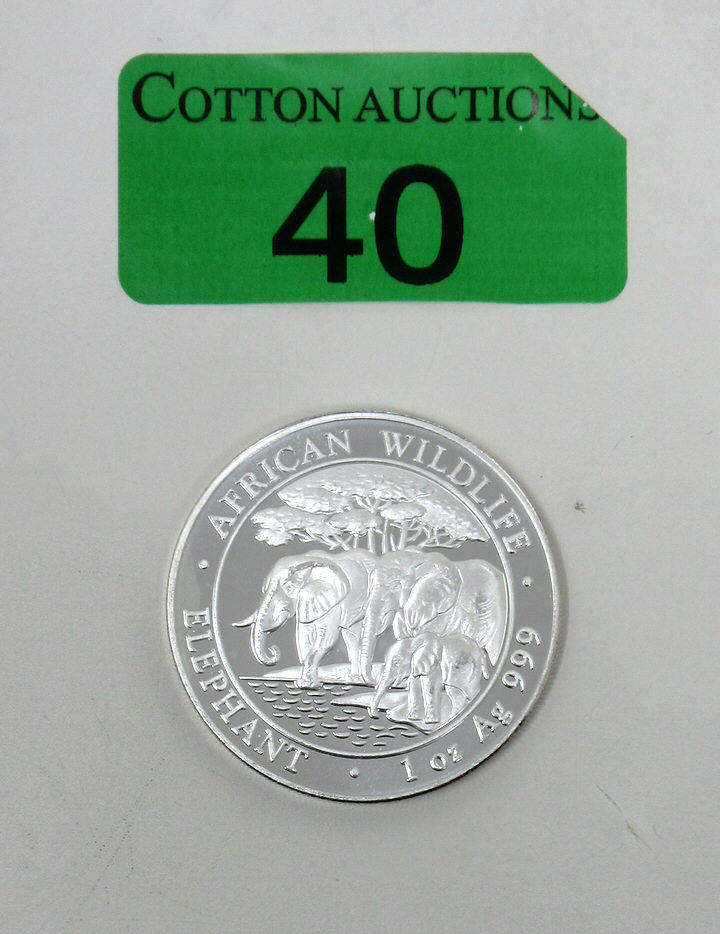 COTTON AUCTIONS
40
AFRICAN WILDLIFE
ELEPHANT
1 oz Ag 999